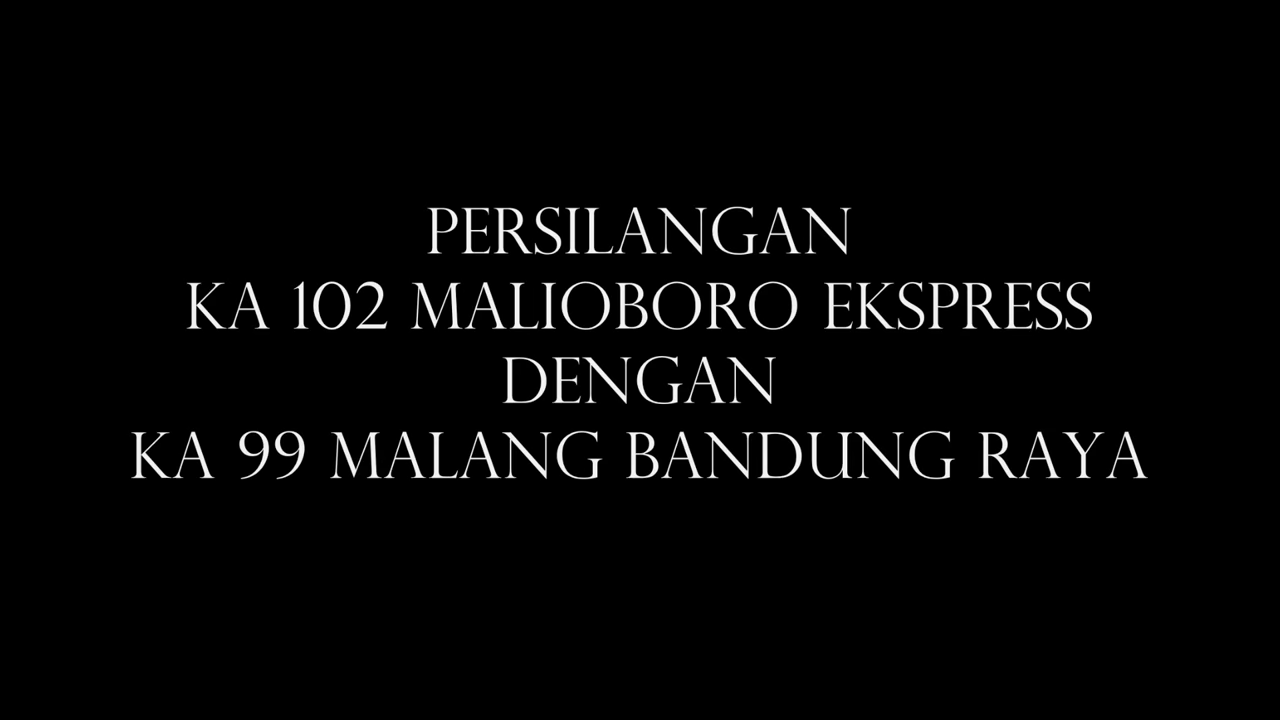 PERSILANGAN
KA 102 MALIOBORO EKSPRESS
DENGAN
KA 99 MALANG BANDUNG RAYA